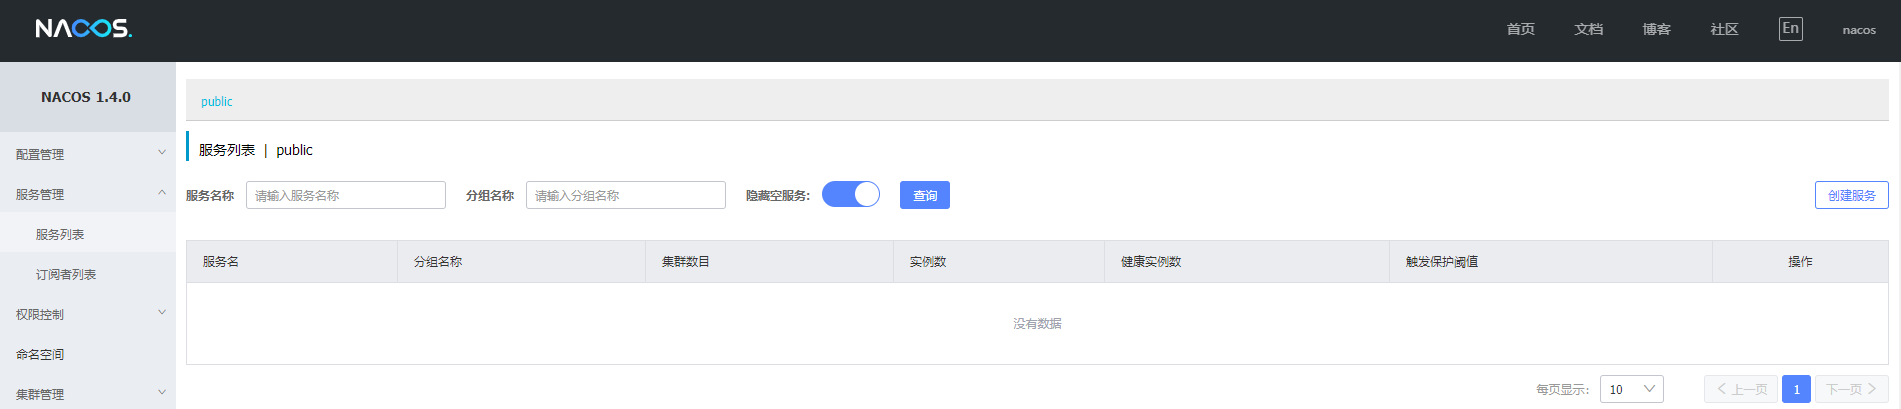 NACOS. 首页 文档 博客 社区 En nacos
NACOS 1.4.0
配置管理
服务管理
服务列表
订阅者列表
权限控制
命名空间
集群管理
public
服务列表 | public
服务名称 请输入服务名称 分组名称 请输入分组名称 隐藏空服务: 查询 创建服务
服务名 分组名称 集群数目 实例数 健康实例数 触发保护阈值 操作
没有数据
每页显示: 10 上一页 1 下一页